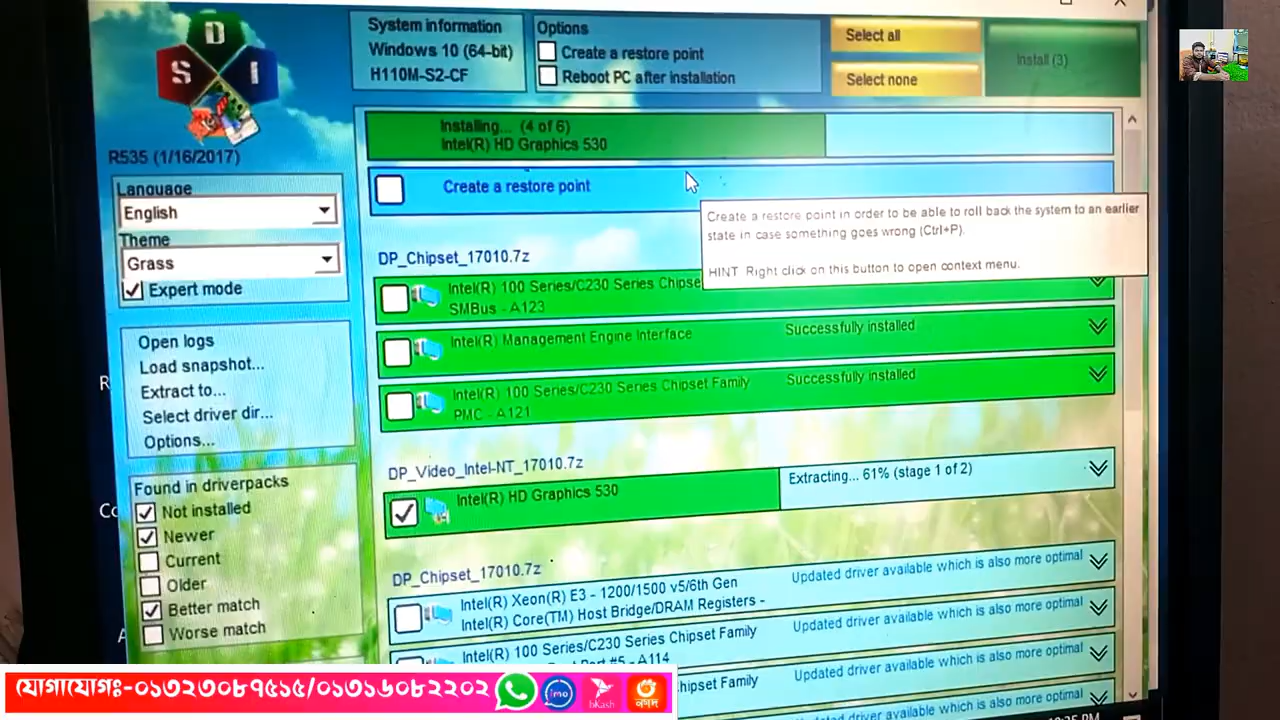 D
S
I
System information
Windows 10 (64-bit)
H110M-S2-CF
Options
Create a restore point
Reboot PC after installation
Select all
Select none
Install (3)
R535 (1/16/2017)
Language
English
Theme
Grass
Expert mode
Open logs
Load snapshot...
Extract to...
Select driver dir...
Options...
Found in driverpacks
Not installed
Newer
Current
Older
Better match
Worse match
Installing... (4 of 6)
Intel(R) HD Graphics 530
Create a restore point
Create a restore point in order to be able to roll back the system to an earlier
state in case something goes wrong (Ctrl+P).
HINT Right click on this button to open context menu.
DP_Chipset_17010.7z
Intel(R) 100 Series/C230 Series Chipse
SMBus - A123
Intel(R) Management Engine Interface
Successfully installed
Intel(R) 100 Series/C230 Series Chipset Family
PMC - A121
Successfully installed
DP_Video_Intel-NT_17010.7z
Intel(R) HD Graphics 530
Extracting... 61% (stage 1 of 2)
DP_Chipset_17010.7z
Intel(R) Xeon(R) E3 - 1200/1500 v5/6th Gen
Intel(R) Core(TM) Host Bridge/DRAM Registers -
Updated driver available which is also more optimal
Intel(R) 100 Series/C230 Series Chipset Family
Port #5 - A114
Updated driver available which is also more optimal
hipset Family
Updated driver available which is also more optimal
Updated driver available which is also more optimal
যোগাযোগঃ-০১৩২৩০৮৭৫১৫/০১৩১৬০৮২২০২
imo
bKash
নগদ